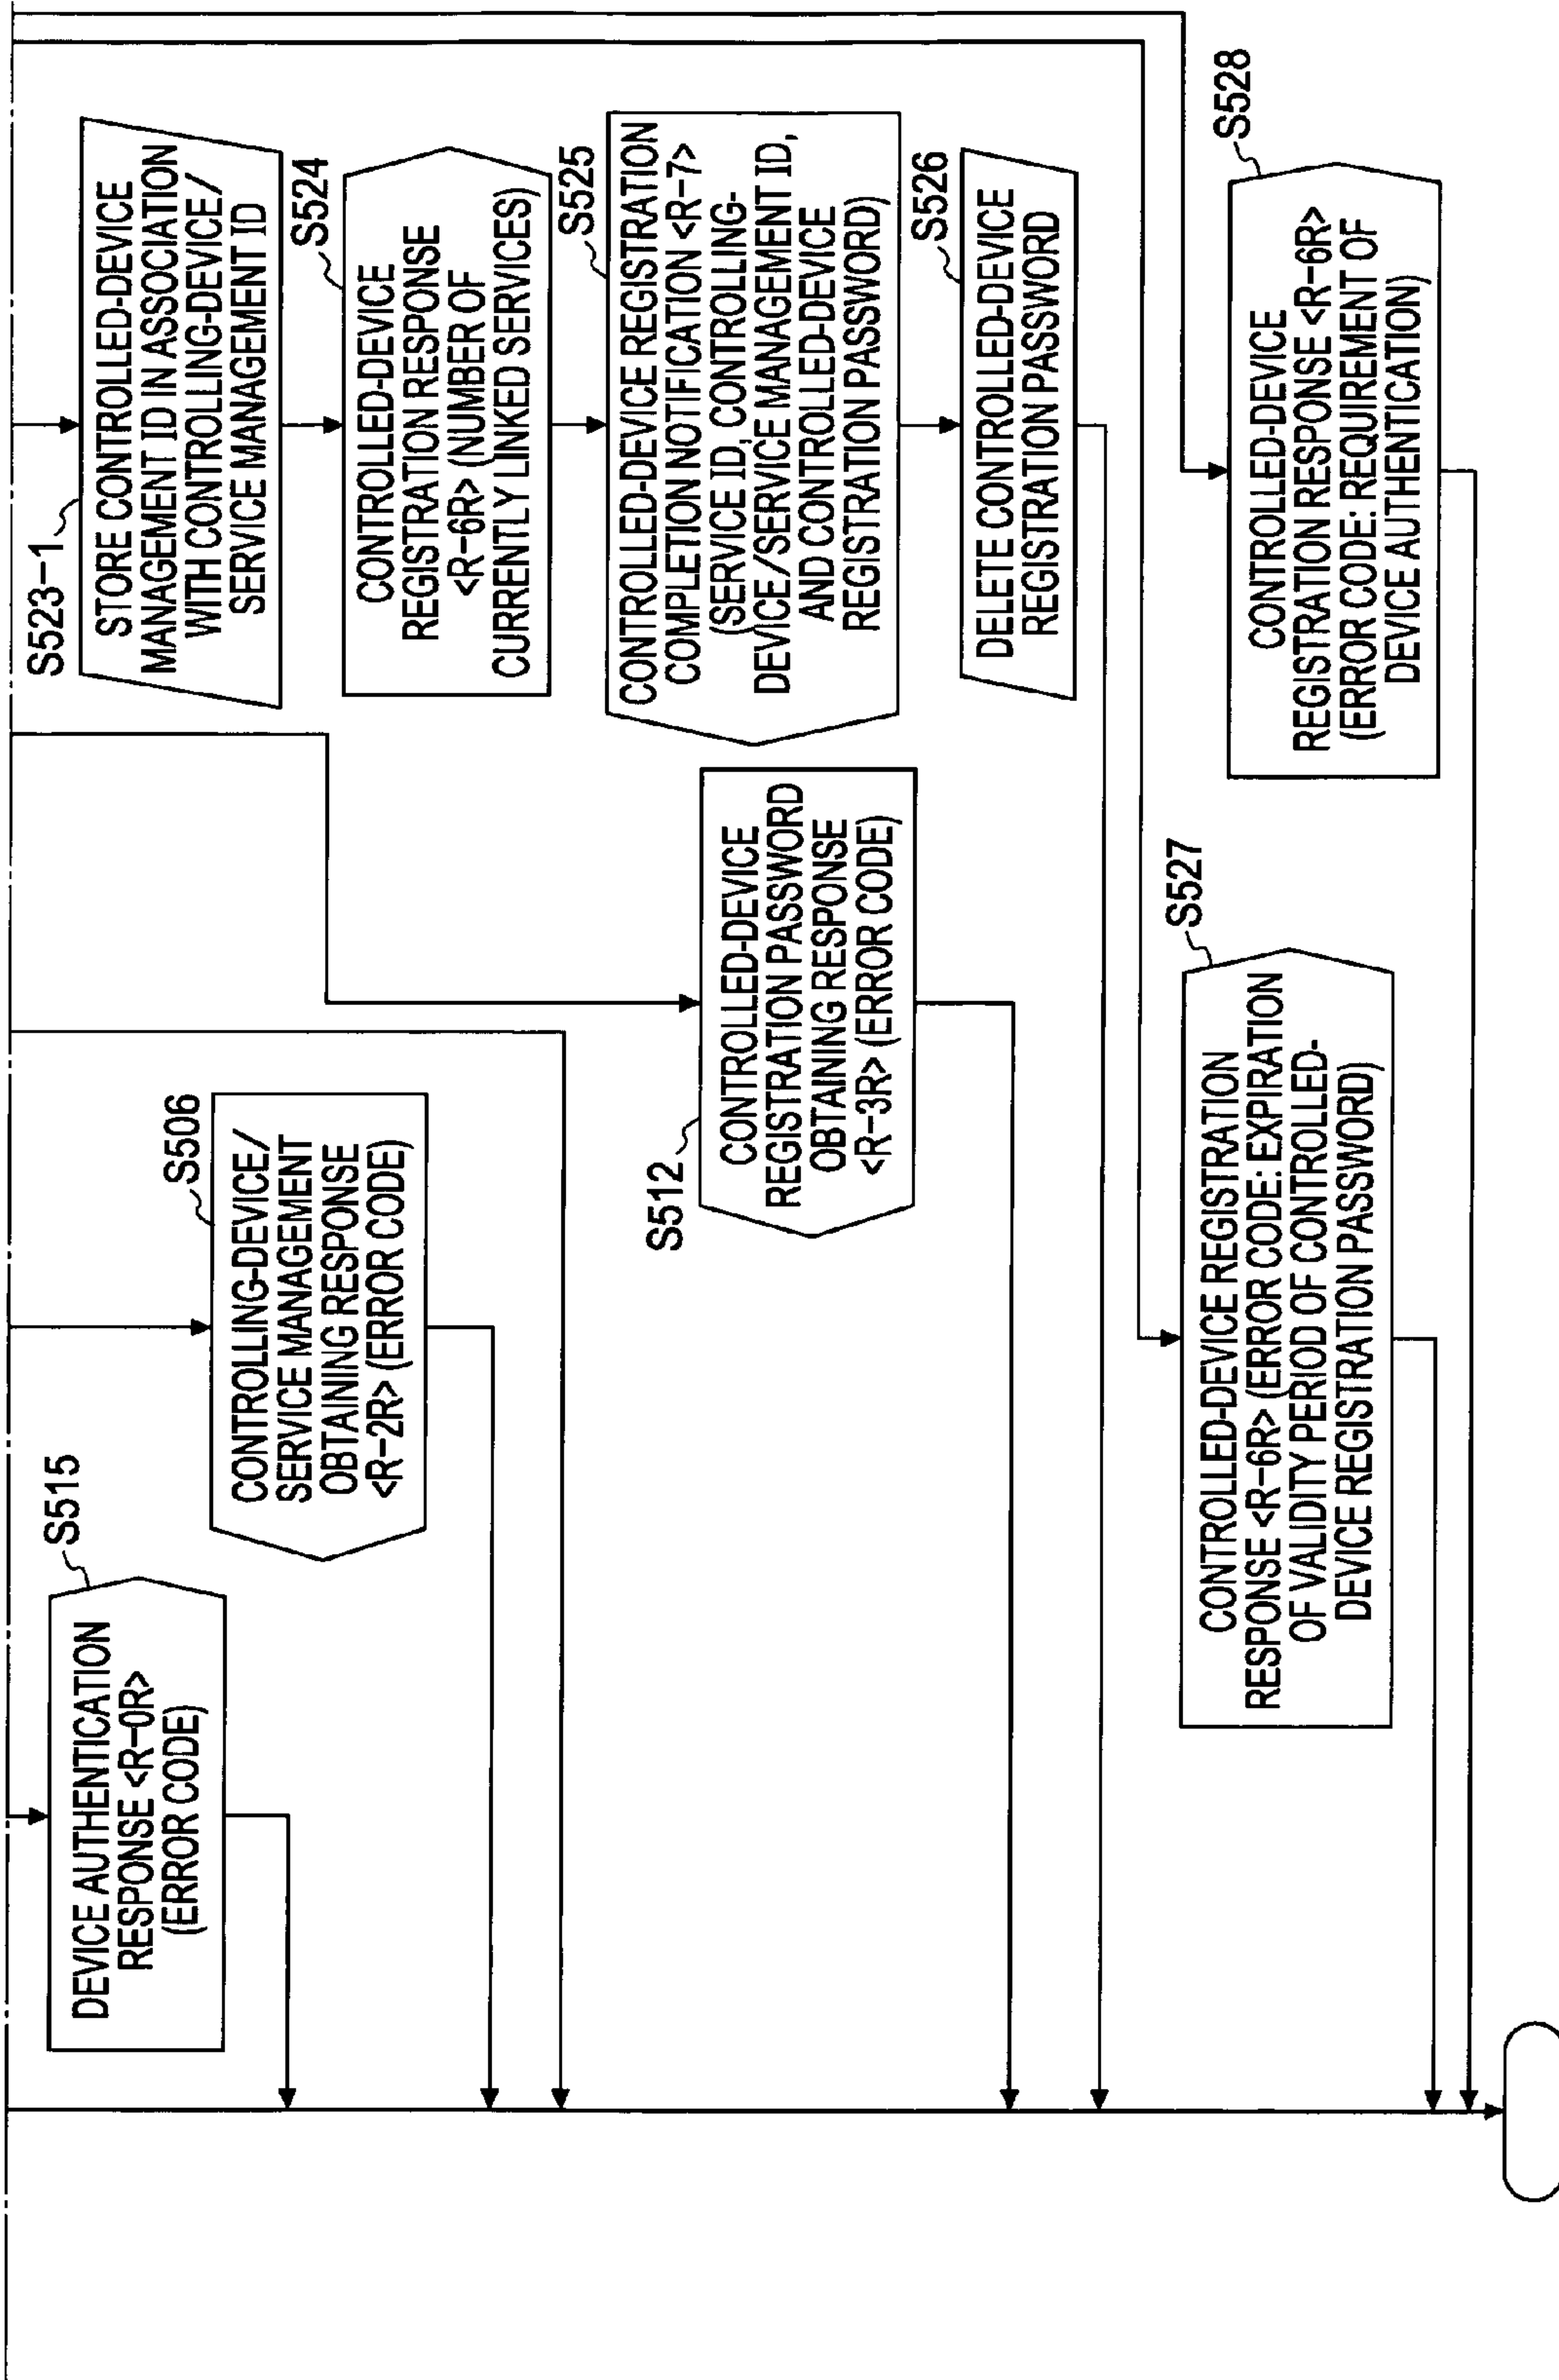 S515
DEVICE AUTHENTICATION
RESPONSE <R-0R>
(ERROR CODE)
S506
CONTROLLING-DEVICE/
SERVICE MANAGEMENT
OBTAINING RESPONSE
<R-2R> (ERROR CODE)
S512
CONTROLLED-DEVICE
REGISTRATION PASSWORD
OBTAINING RESPONSE
<R-3R> (ERROR CODE)
S523-1
STORE CONTROLLED-DEVICE
MANAGEMENT ID IN ASSOCIATION
WITH CONTROLLING-DEVICE/
SERVICE MANAGEMENT ID
S524
CONTROLLED-DEVICE
REGISTRATION RESPONSE
<R-6R> (NUMBER OF
CURRENTLY LINKED SERVICES)
S525
CONTROLLED-DEVICE REGISTRATION
COMPLETION NOTIFICATION <R-7>
(SERVICE ID, CONTROLLING-
DEVICE/SERVICE MANAGEMENT ID,
AND CONTROLLED-DEVICE
REGISTRATION PASSWORD)
S526
DELETE CONTROLLED-DEVICE
REGISTRATION PASSWORD
S527
CONTROLLED-DEVICE REGISTRATION
RESPONSE <R-6R> (ERROR CODE: EXPIRATION
OF VALIDITY PERIOD OF CONTROLLED-
DEVICE REGISTRATION PASSWORD)
S528
CONTROLLED-DEVICE
REGISTRATION RESPONSE <R-6R>
(ERROR CODE: REQUIREMENT OF
DEVICE AUTHENTICATION)